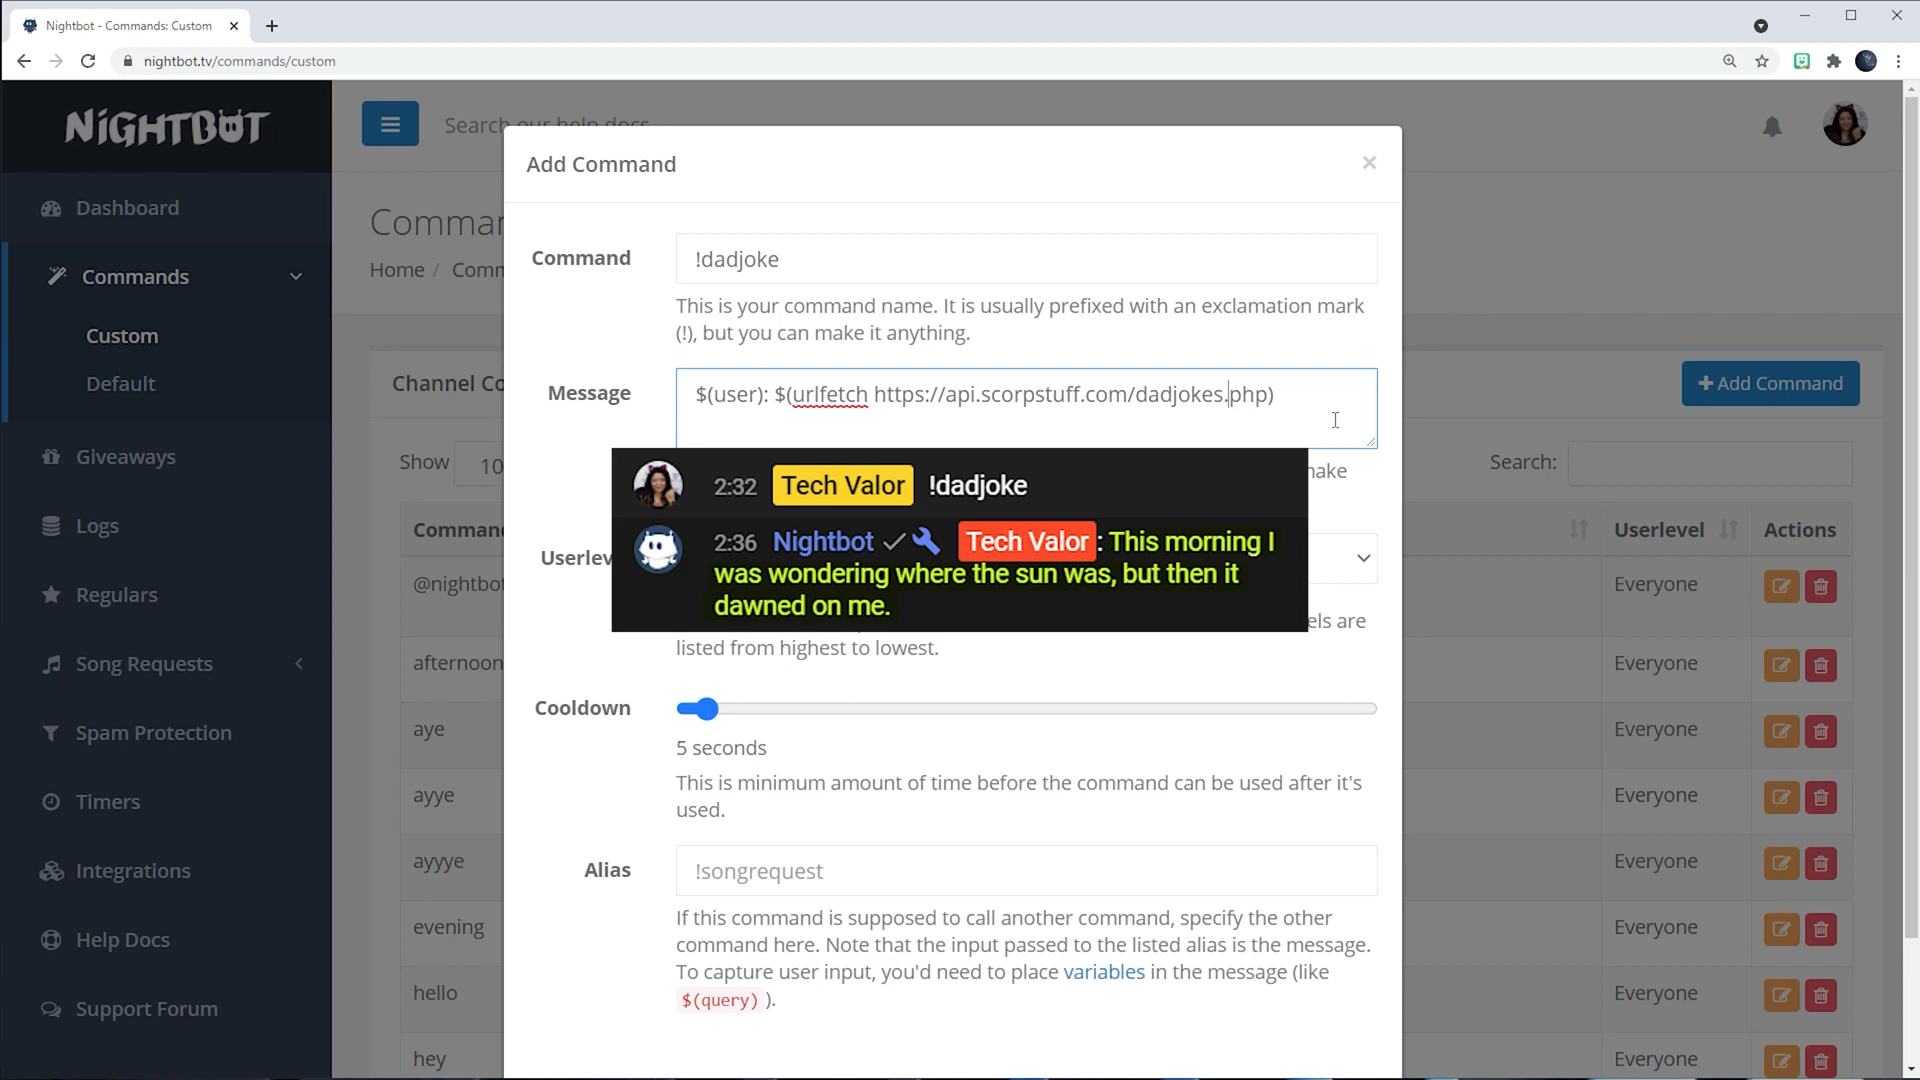 Nightbot - Commands: Custom
nightbot.tv/commands/custom
NIGHTBOT
Search our help docs...
Dashboard
Commands
Custom
Default
Giveaways
Logs
Regulars
Song Requests
Spam Protection
Timers
Integrations
Help Docs
Support Forum
Home /
Channel
Add Command
Show 10
Search:
Userlevel
Actions
@nightbot
Everyone
afternoon
Everyone
aye
Everyone
ayye
Everyone
ayyye
Everyone
evening
Everyone
hello
Everyone
hey
Everyone
Add Command
×
Command
!dadjoke
This is your command name. It is usually prefixed with an exclamation mark
(!), but you can make it anything.
Message
$(user): $(urlfetch https://api.scorpstuff.com/dadjokes.php)
2:32 Tech Valor !dadjoke
2:36 Nightbot Tech Valor : This morning I
was wondering where the sun was, but then it
dawned on me.
are
listed from highest to lowest.
Cooldown
5 seconds
This is minimum amount of time before the command can be used after it's
used.
Alias
!songrequest
If this command is supposed to call another command, specify the other
command here. Note that the input passed to the listed alias is the message.
To capture user input, you'd need to place variables in the message (like
$(query) ).